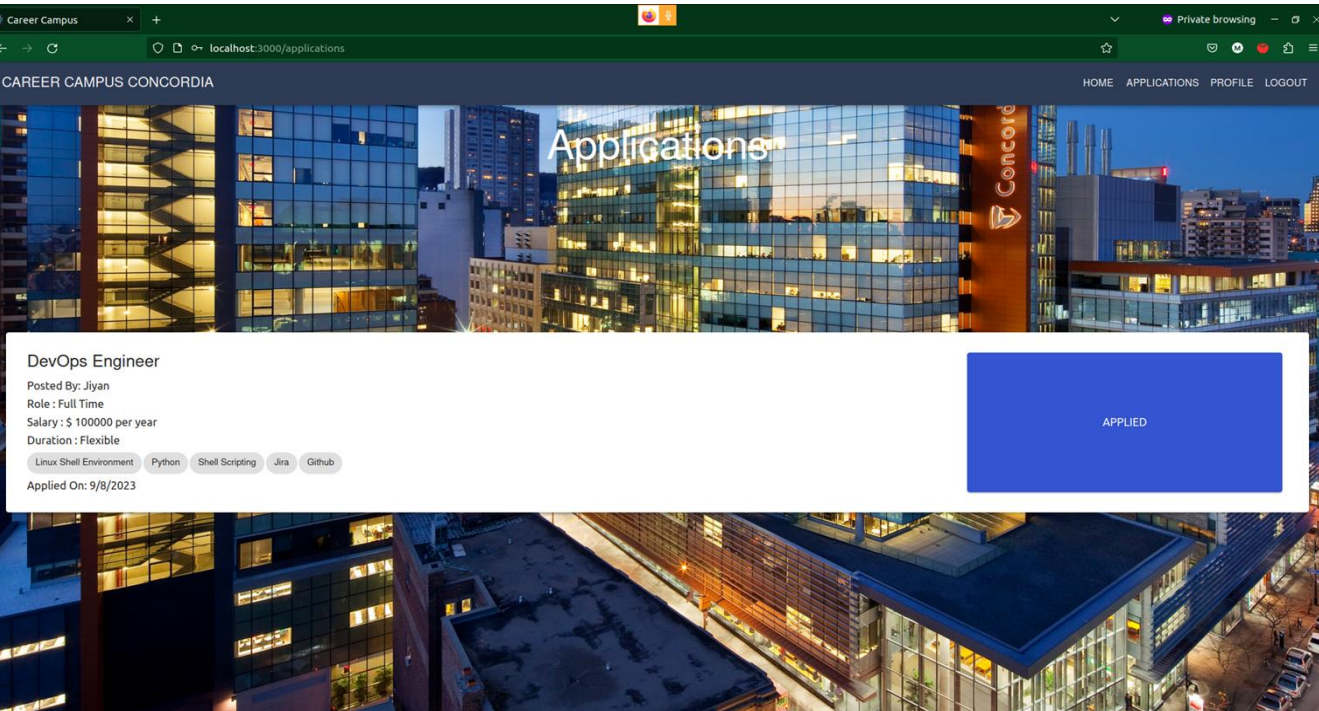 Career Campus
Private browsing
localhost:3000/applications
CAREER CAMPUS CONCORDIA
HOME APPLICATIONS PROFILE LOGOUT
Applications
Concord
DevOps Engineer
Posted By: Jiyan
Role : Full Time
Salary : $ 100000 per year
Duration : Flexible
Linux Shell Environment Python Shell Scripting Jira Github
Applied On: 9/8/2023
APPLIED